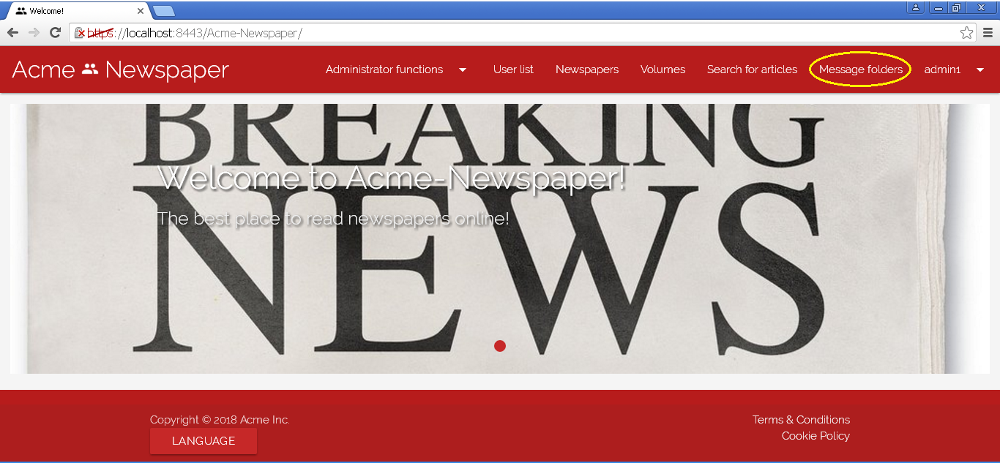 Welcome!
https://localhost:8443/Acme-Newspaper/
Acme Newspaper
Administrator functions
User list
Newspapers
Volumes
Search for articles
Message folders
admin1
BREAKING
Welcome to Acme-Newspaper!
NEWS
The best place to read newspapers online!
Copyright © 2018 Acme Inc.
LANGUAGE
Terms & Conditions
Cookie Policy